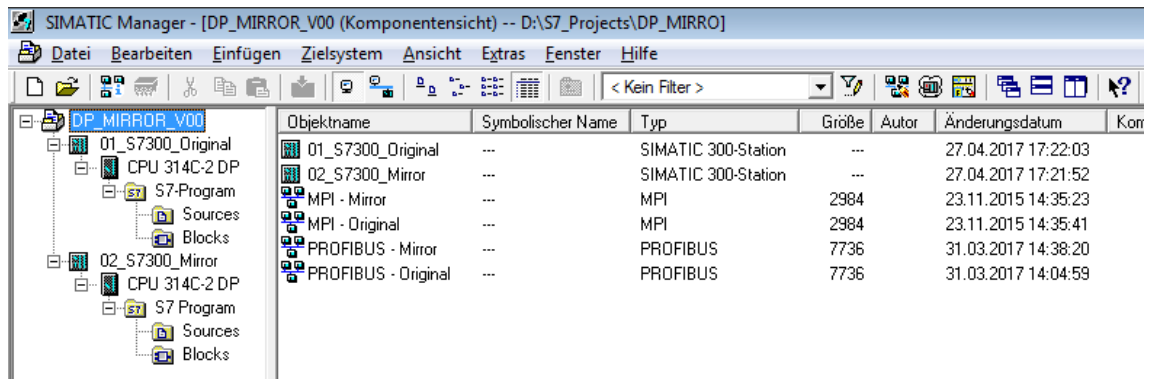 SIMATIC Manager - [DP_MIRROR_V00 (Komponentensicht) -- D:\S7_Projects\DP_MIRRO]
Datei Bearbeiten Einfügen Zielsystem Ansicht Extras Fenster Hilfe
< Kein Filter >
DP_MIRROR_V00
01_S7300_Original
CPU 314C-2 DP
S7-Program
Sources
Blocks
02_S7300_Mirror
CPU 314C-2 DP
S7 Program
Sources
Blocks
Objektname Symbolischer Name Typ Größe Autor Änderungsdatum Kom
01_S7300_Original --- SIMATIC 300-Station --- 27.04.2017 17:22:03
02_S7300_Mirror --- SIMATIC 300-Station --- 27.04.2017 17:21:52
MPI - Mirror --- MPI 2984 23.11.2015 14:35:23
MPI - Original --- MPI 2984 23.11.2015 14:35:41
PROFIBUS - Mirror --- PROFIBUS 7736 31.03.2017 14:38:20
PROFIBUS - Original --- PROFIBUS 7736 31.03.2017 14:04:59